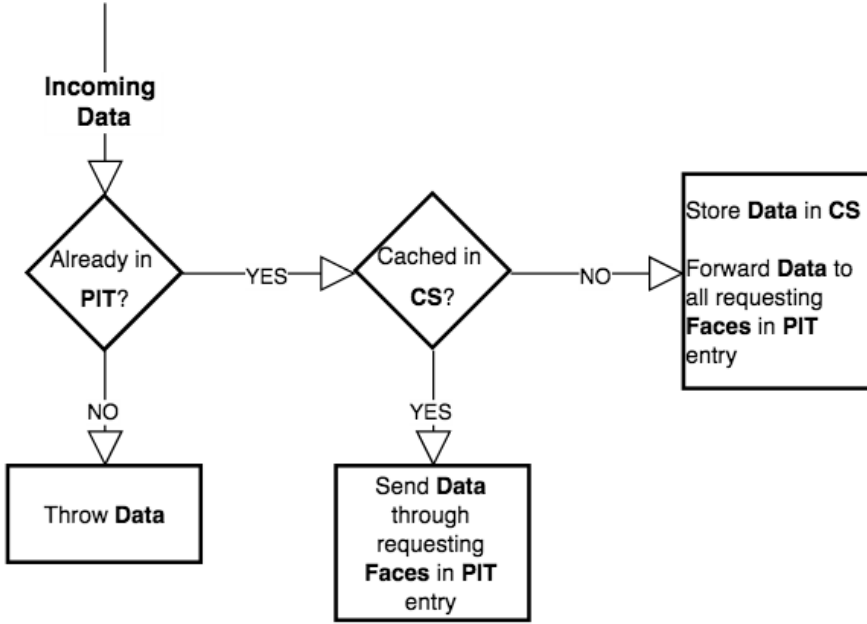 Incoming
Data
Already in
PIT?
YES
Cached in
CS?
NO
Store Data in CS
Forward Data to
all requesting
Faces in PIT
entry
NO
Throw Data
YES
Send Data
through
requesting
Faces in PIT
entry